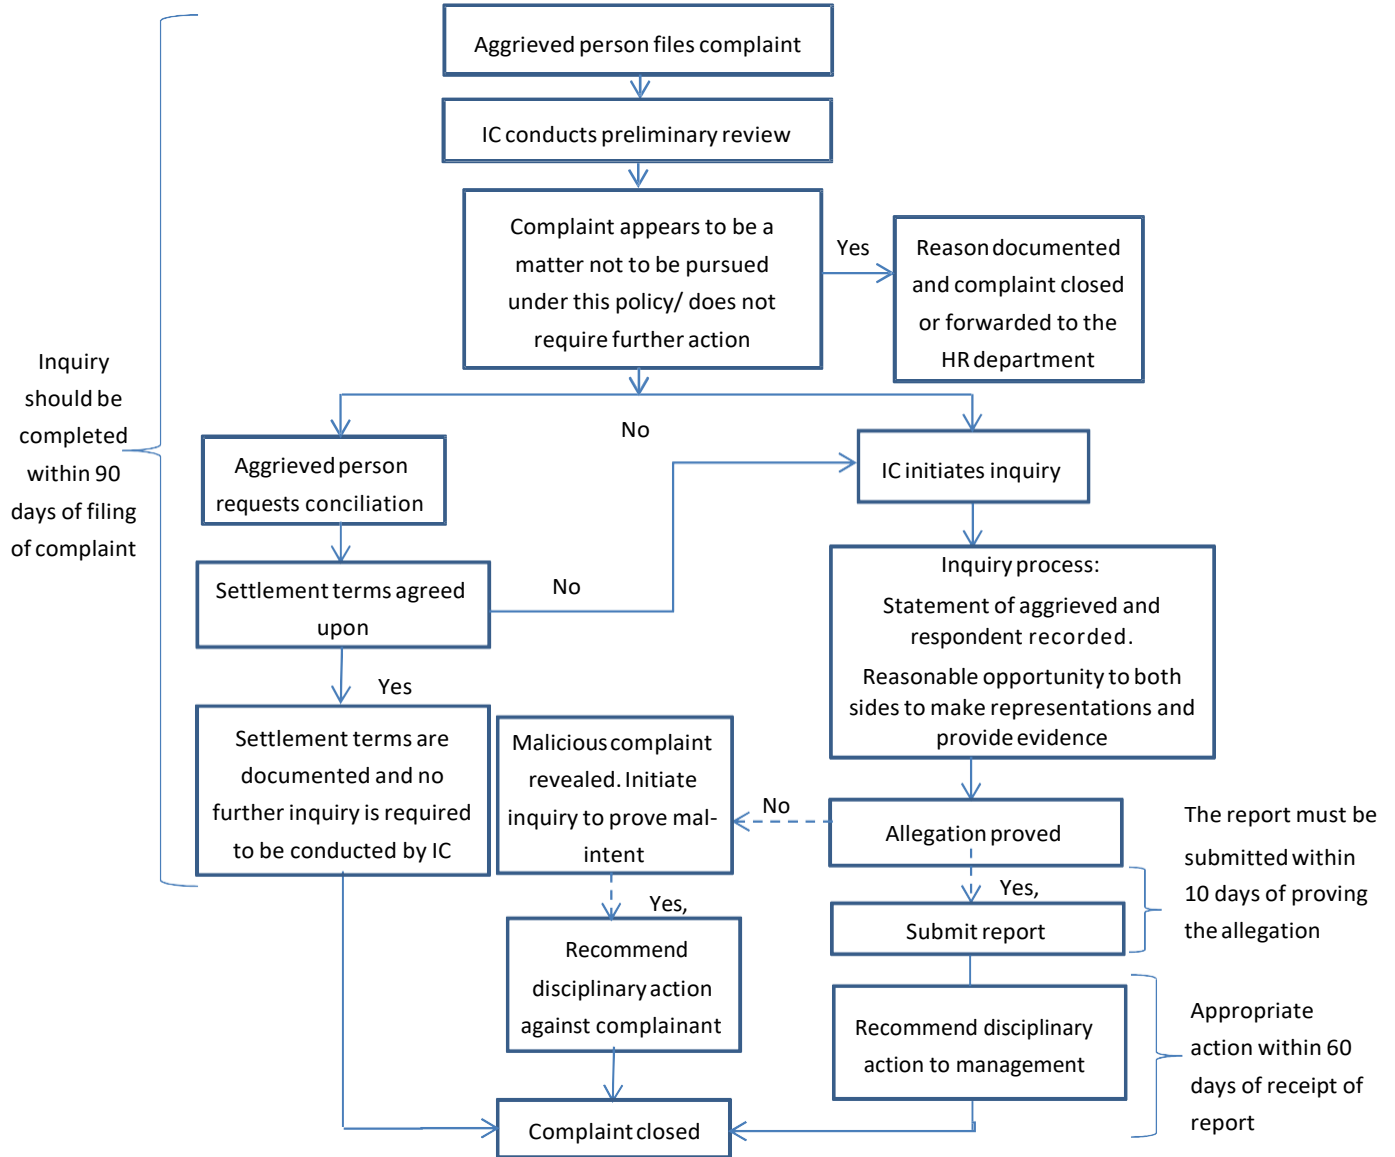 Aggrieved person files complaint
IC conducts preliminary review
Complaint appears to be a
matter not to be pursued
under this policy/ does not
require further action
Yes
Reason documented
and complaint closed
or forwarded to the
HR department
Inquiry
should be
completed
within 90
days of filing
of complaint
No
Aggrieved person
requests conciliation
IC initiates inquiry
Settlement terms agreed
upon
No
Inquiry process:
Statement of aggrieved and
respondent recorded.
Reasonable opportunity to both
sides to make representations and
provide evidence
Yes
Settlement terms are
documented and no
further inquiry is required
to be conducted by IC
Malicious complaint
revealed. Initiate
inquiry to prove mal-
intent
No
Allegation proved
The report must be
submitted within
10 days of proving
the allegation
Yes,
Yes,
Submit report
Recommend
disciplinary action
against complainant
Recommend disciplinary
action to management
Appropriate
action within 60
days of receipt of
report
Complaint closed